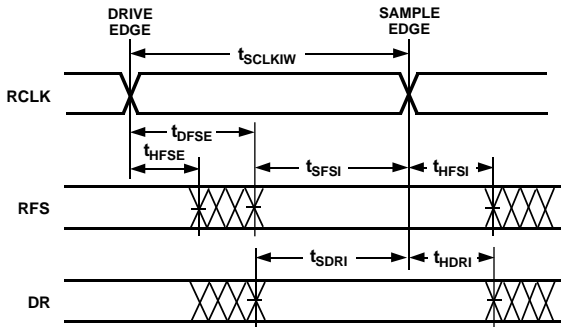 DRIVE
EDGE
SAMPLE
EDGE
tSCLKIW
RCLK
tDFSE
tHFSE
tSFSI
tHFSI
RFS
tSDRI
tHDRI
DR